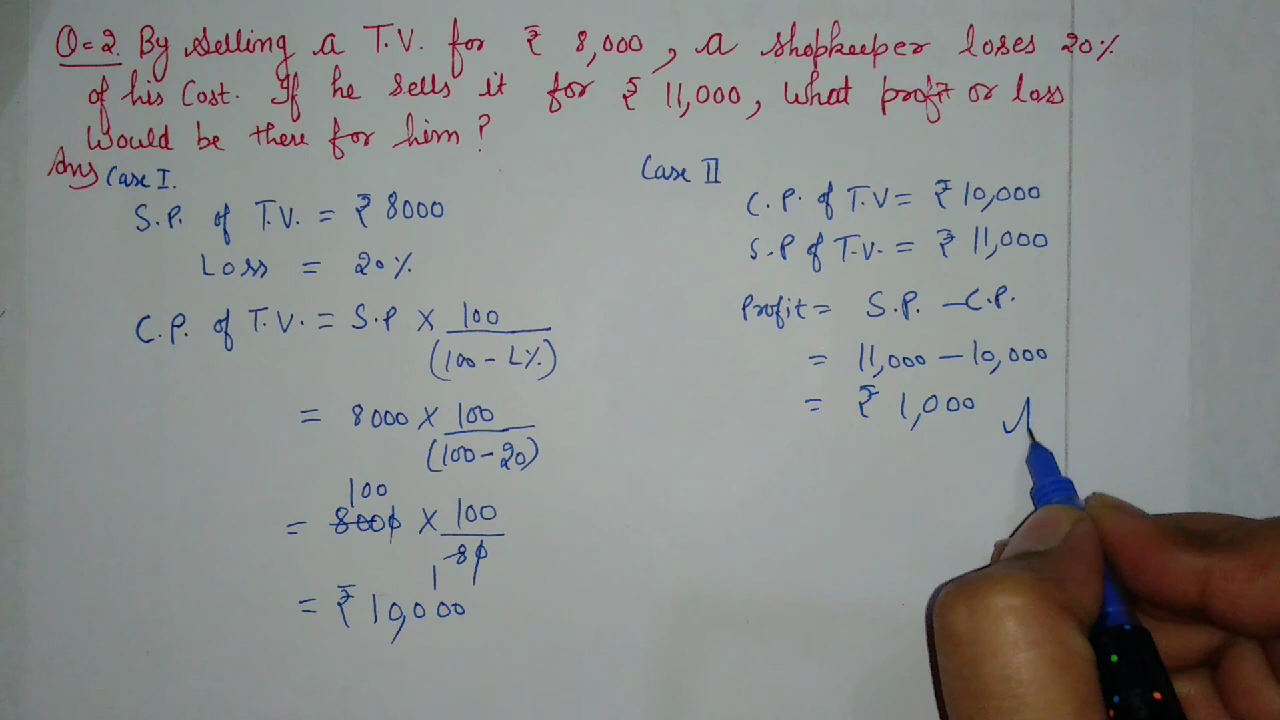 Q=2. By Selling a T.V. for ₹ 8,000, a shopkeeper loses 20%
of his Cost. If he sells it for ₹ 11,000, What profit or loss
Would be there for him?
Ans Case I.
S.P. of T.V. = ₹ 8000
Loss = 20%
C.P. of T.V. = S.P × 100
(100 - L%)
= 8000 × 100
(100 - 20)
100
= 8000 × 100
1 80
= ₹ 10,000
Case II
C.P. of T.V = ₹ 10,000
S.P of T.V. = ₹ 11,000
Profit = S.P. - C.P.
= 11,000 - 10,000
= ₹ 1,000